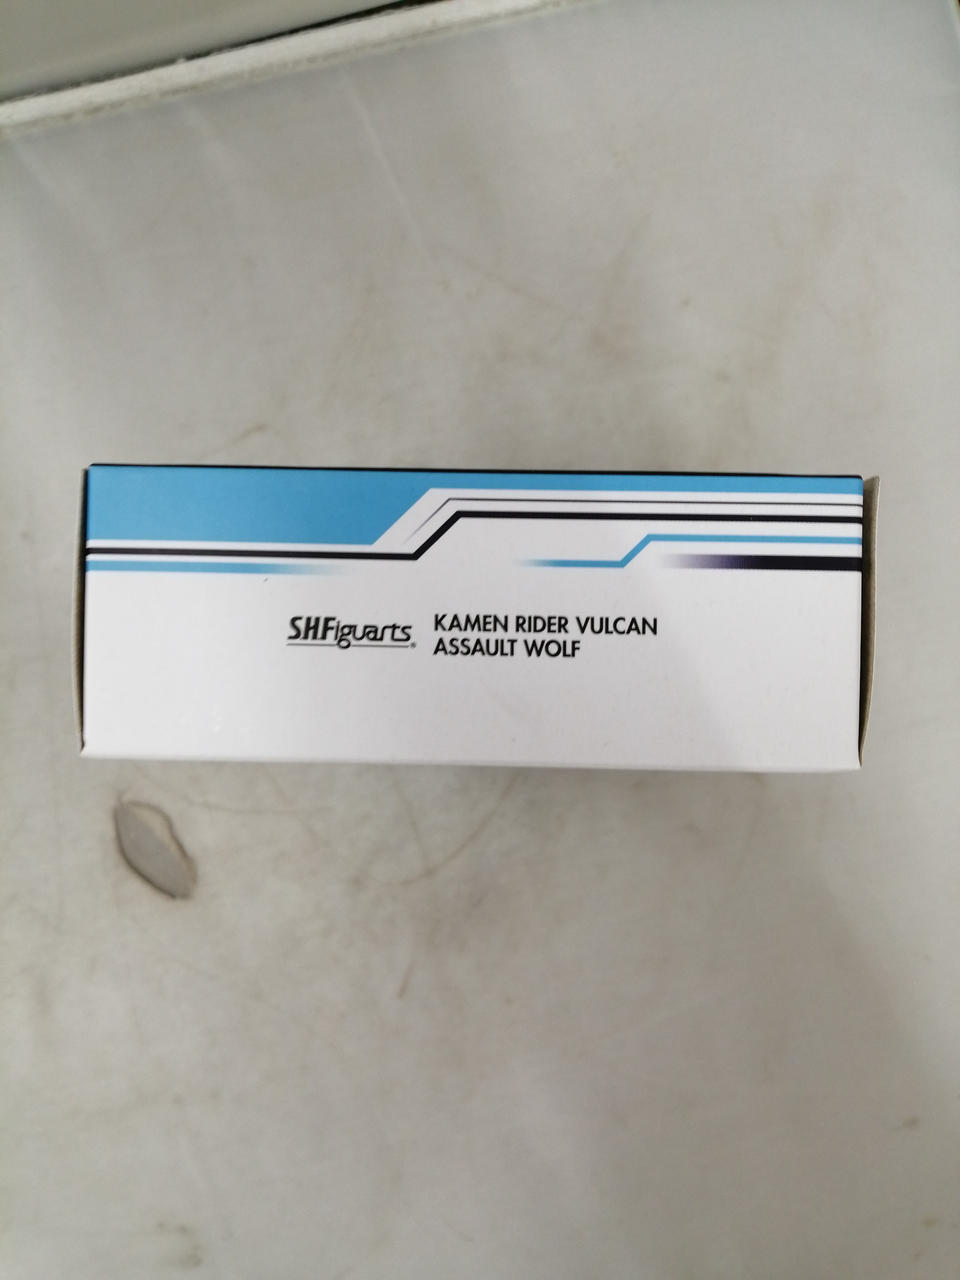 S.H.Figuarts®
KAMEN RIDER VULCAN
ASSAULT WOLF